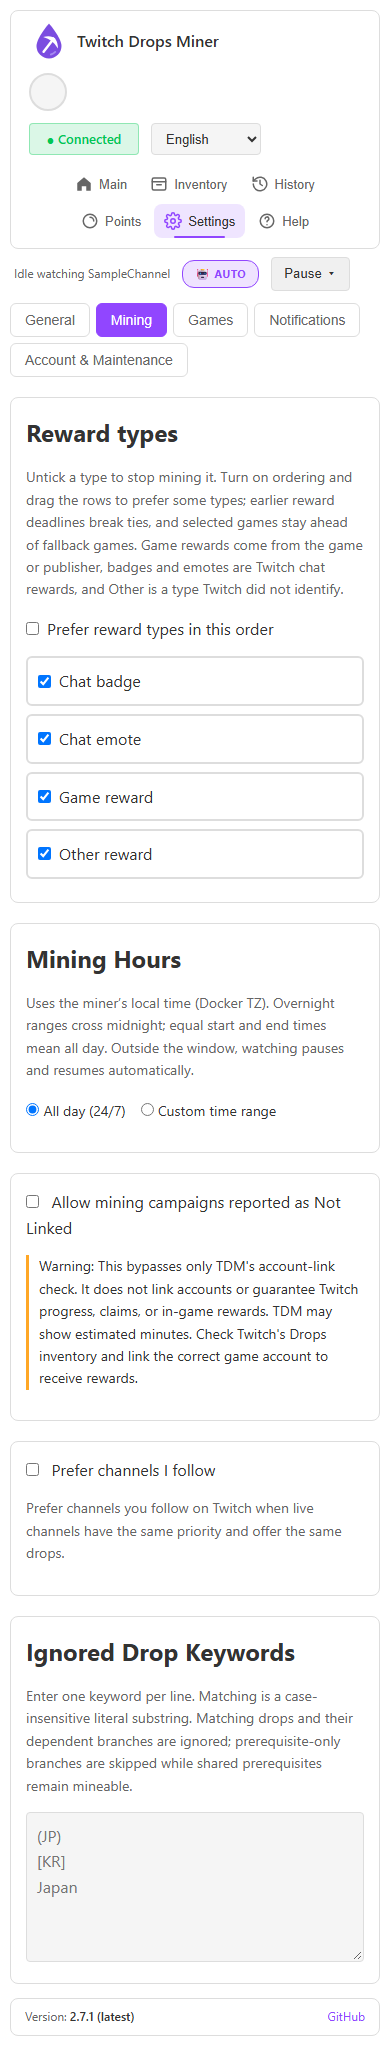 Twitch Drops Miner
● Connected
English
Main
Inventory
History
Points
Settings
Help
Idle watching SampleChannel
AUTO
Pause
General
Mining
Games
Notifications
Account & Maintenance
Reward types
Untick a type to stop mining it. Turn on ordering and
drag the rows to prefer some types; earlier reward
deadlines break ties, and selected games stay ahead
of fallback games. Game rewards come from the game
or publisher, badges and emotes are Twitch chat
rewards, and Other is a type Twitch did not identify.
Prefer reward types in this order
Chat badge
Chat emote
Game reward
Other reward
Mining Hours
Uses the miner's local time (Docker TZ). Overnight
ranges cross midnight; equal start and end times
mean all day. Outside the window, watching pauses
and resumes automatically.
All day (24/7)
Custom time range
Allow mining campaigns reported as Not
Linked
Warning: This bypasses only TDM's account-link
check. It does not link accounts or guarantee Twitch
progress, claims, or in-game rewards. TDM may
show estimated minutes. Check Twitch's Drops
inventory and link the correct game account to
receive rewards.
Prefer channels I follow
Prefer channels you follow on Twitch when live
channels have the same priority and offer the same
drops.
Ignored Drop Keywords
Enter one keyword per line. Matching is a case-
insensitive literal substring. Matching drops and their
dependent branches are ignored; prerequisite-only
branches are skipped while shared prerequisites
remain mineable.
(JP)
[KR]
Japan
Version: 2.7.1 (latest)
GitHub